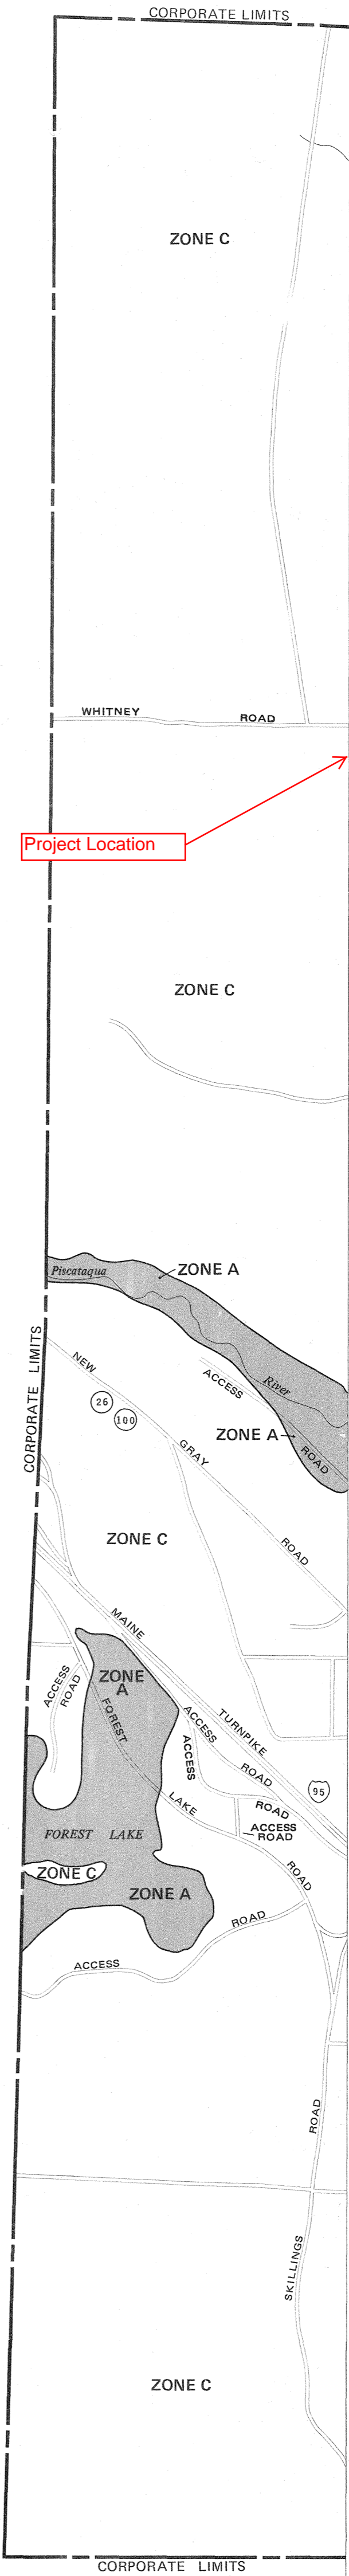 CORPORATE LIMITS
ZONE C
WHITNEY ROAD
Project Location
ZONE C
Piscataqua River
ZONE A
CORPORATE LIMITS
NEW GRAY ROAD
26
100
ACCESS ROAD
ZONE A
ZONE C
MAINE TURNPIKE
ACCESS ROAD
ZONE
A
FOREST LAKE ROAD
ACCESS ROAD
ACCESS ROAD
95
ACCESS
ROAD
FOREST LAKE
ZONE C
ZONE A
ACCESS ROAD
SKILLINGS ROAD
ZONE C
CORPORATE LIMITS